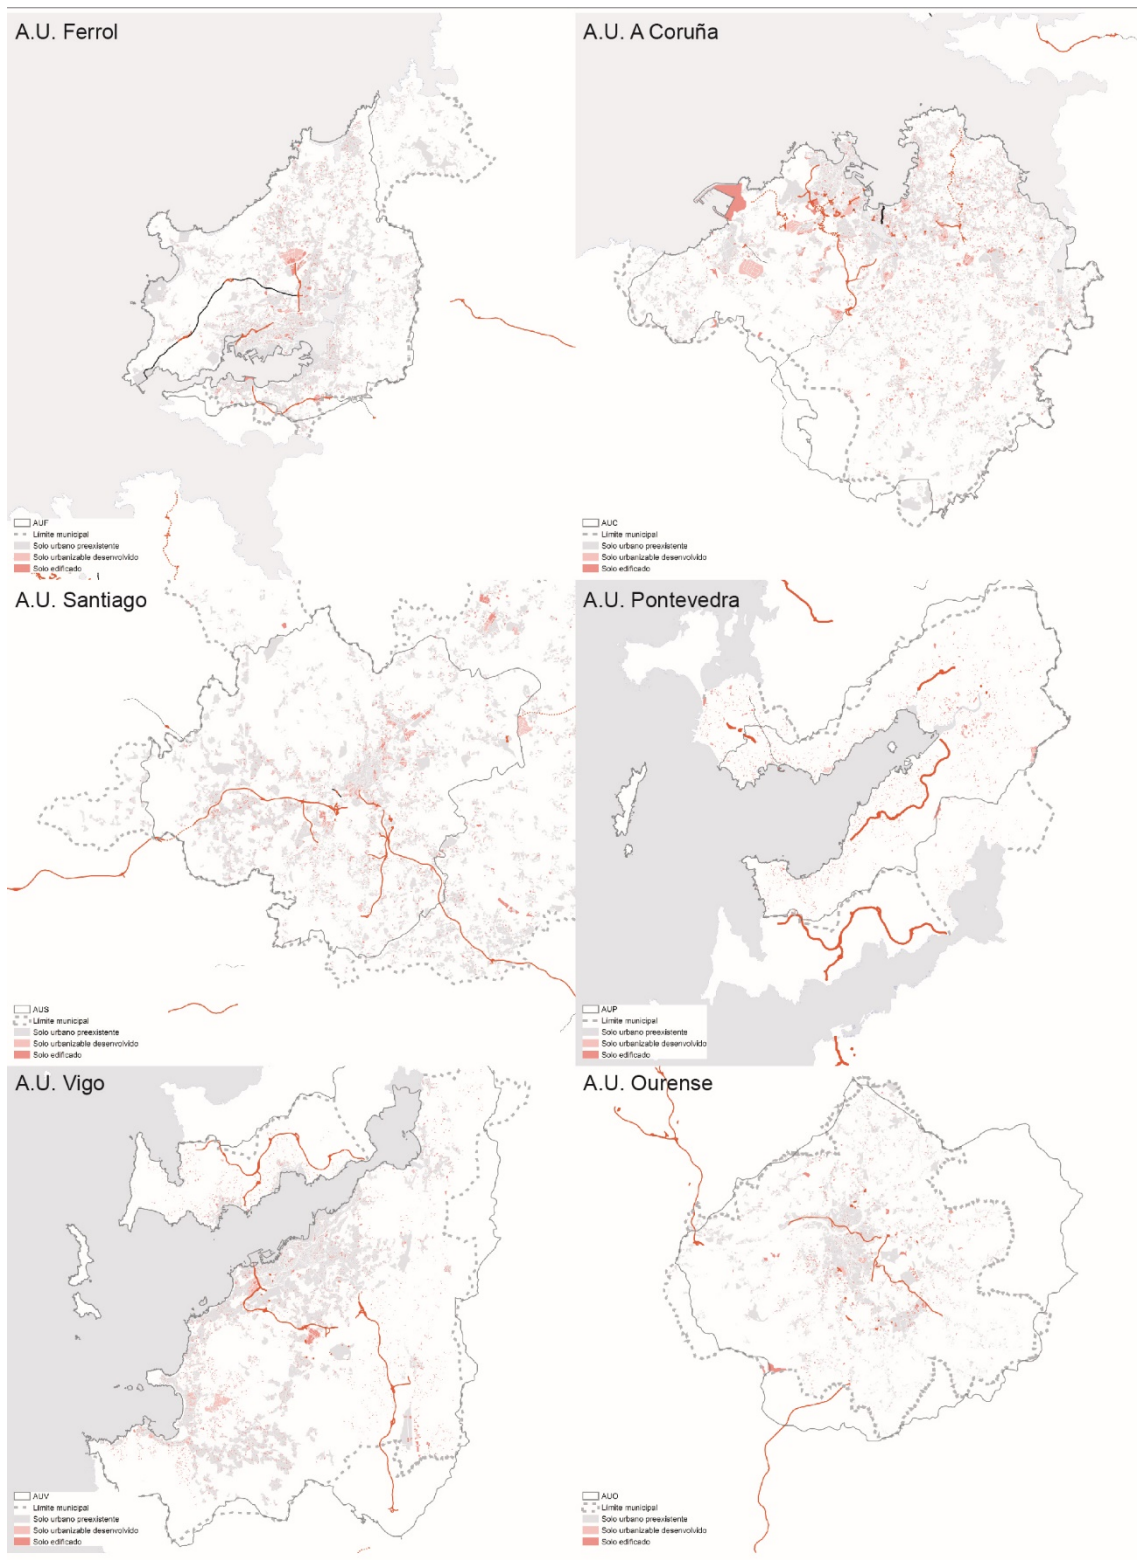 A.U. Ferrol
AUF
Límite municipal
Solo urbano preexistente
Solo urbanizable desenvolvido
Solo edificado
A.U. A Coruña
AUC
Límite municipal
Solo urbano preexistente
Solo urbanizable desenvolvido
Solo edificado
A.U. Santiago
AUS
Límite municipal
Solo urbano preexistente
Solo urbanizable desenvolvido
Solo edificado
A.U. Pontevedra
AUP
Límite municipal
Solo urbano preexistente
Solo urbanizable desenvolvido
Solo edificado
A.U. Vigo
AUV
Límite municipal
Solo urbano preexistente
Solo urbanizable desenvolvido
Solo edificado
A.U. Ourense
AUO
Límite municipal
Solo urbano preexistente
Solo urbanizable desenvolvido
Solo edificado